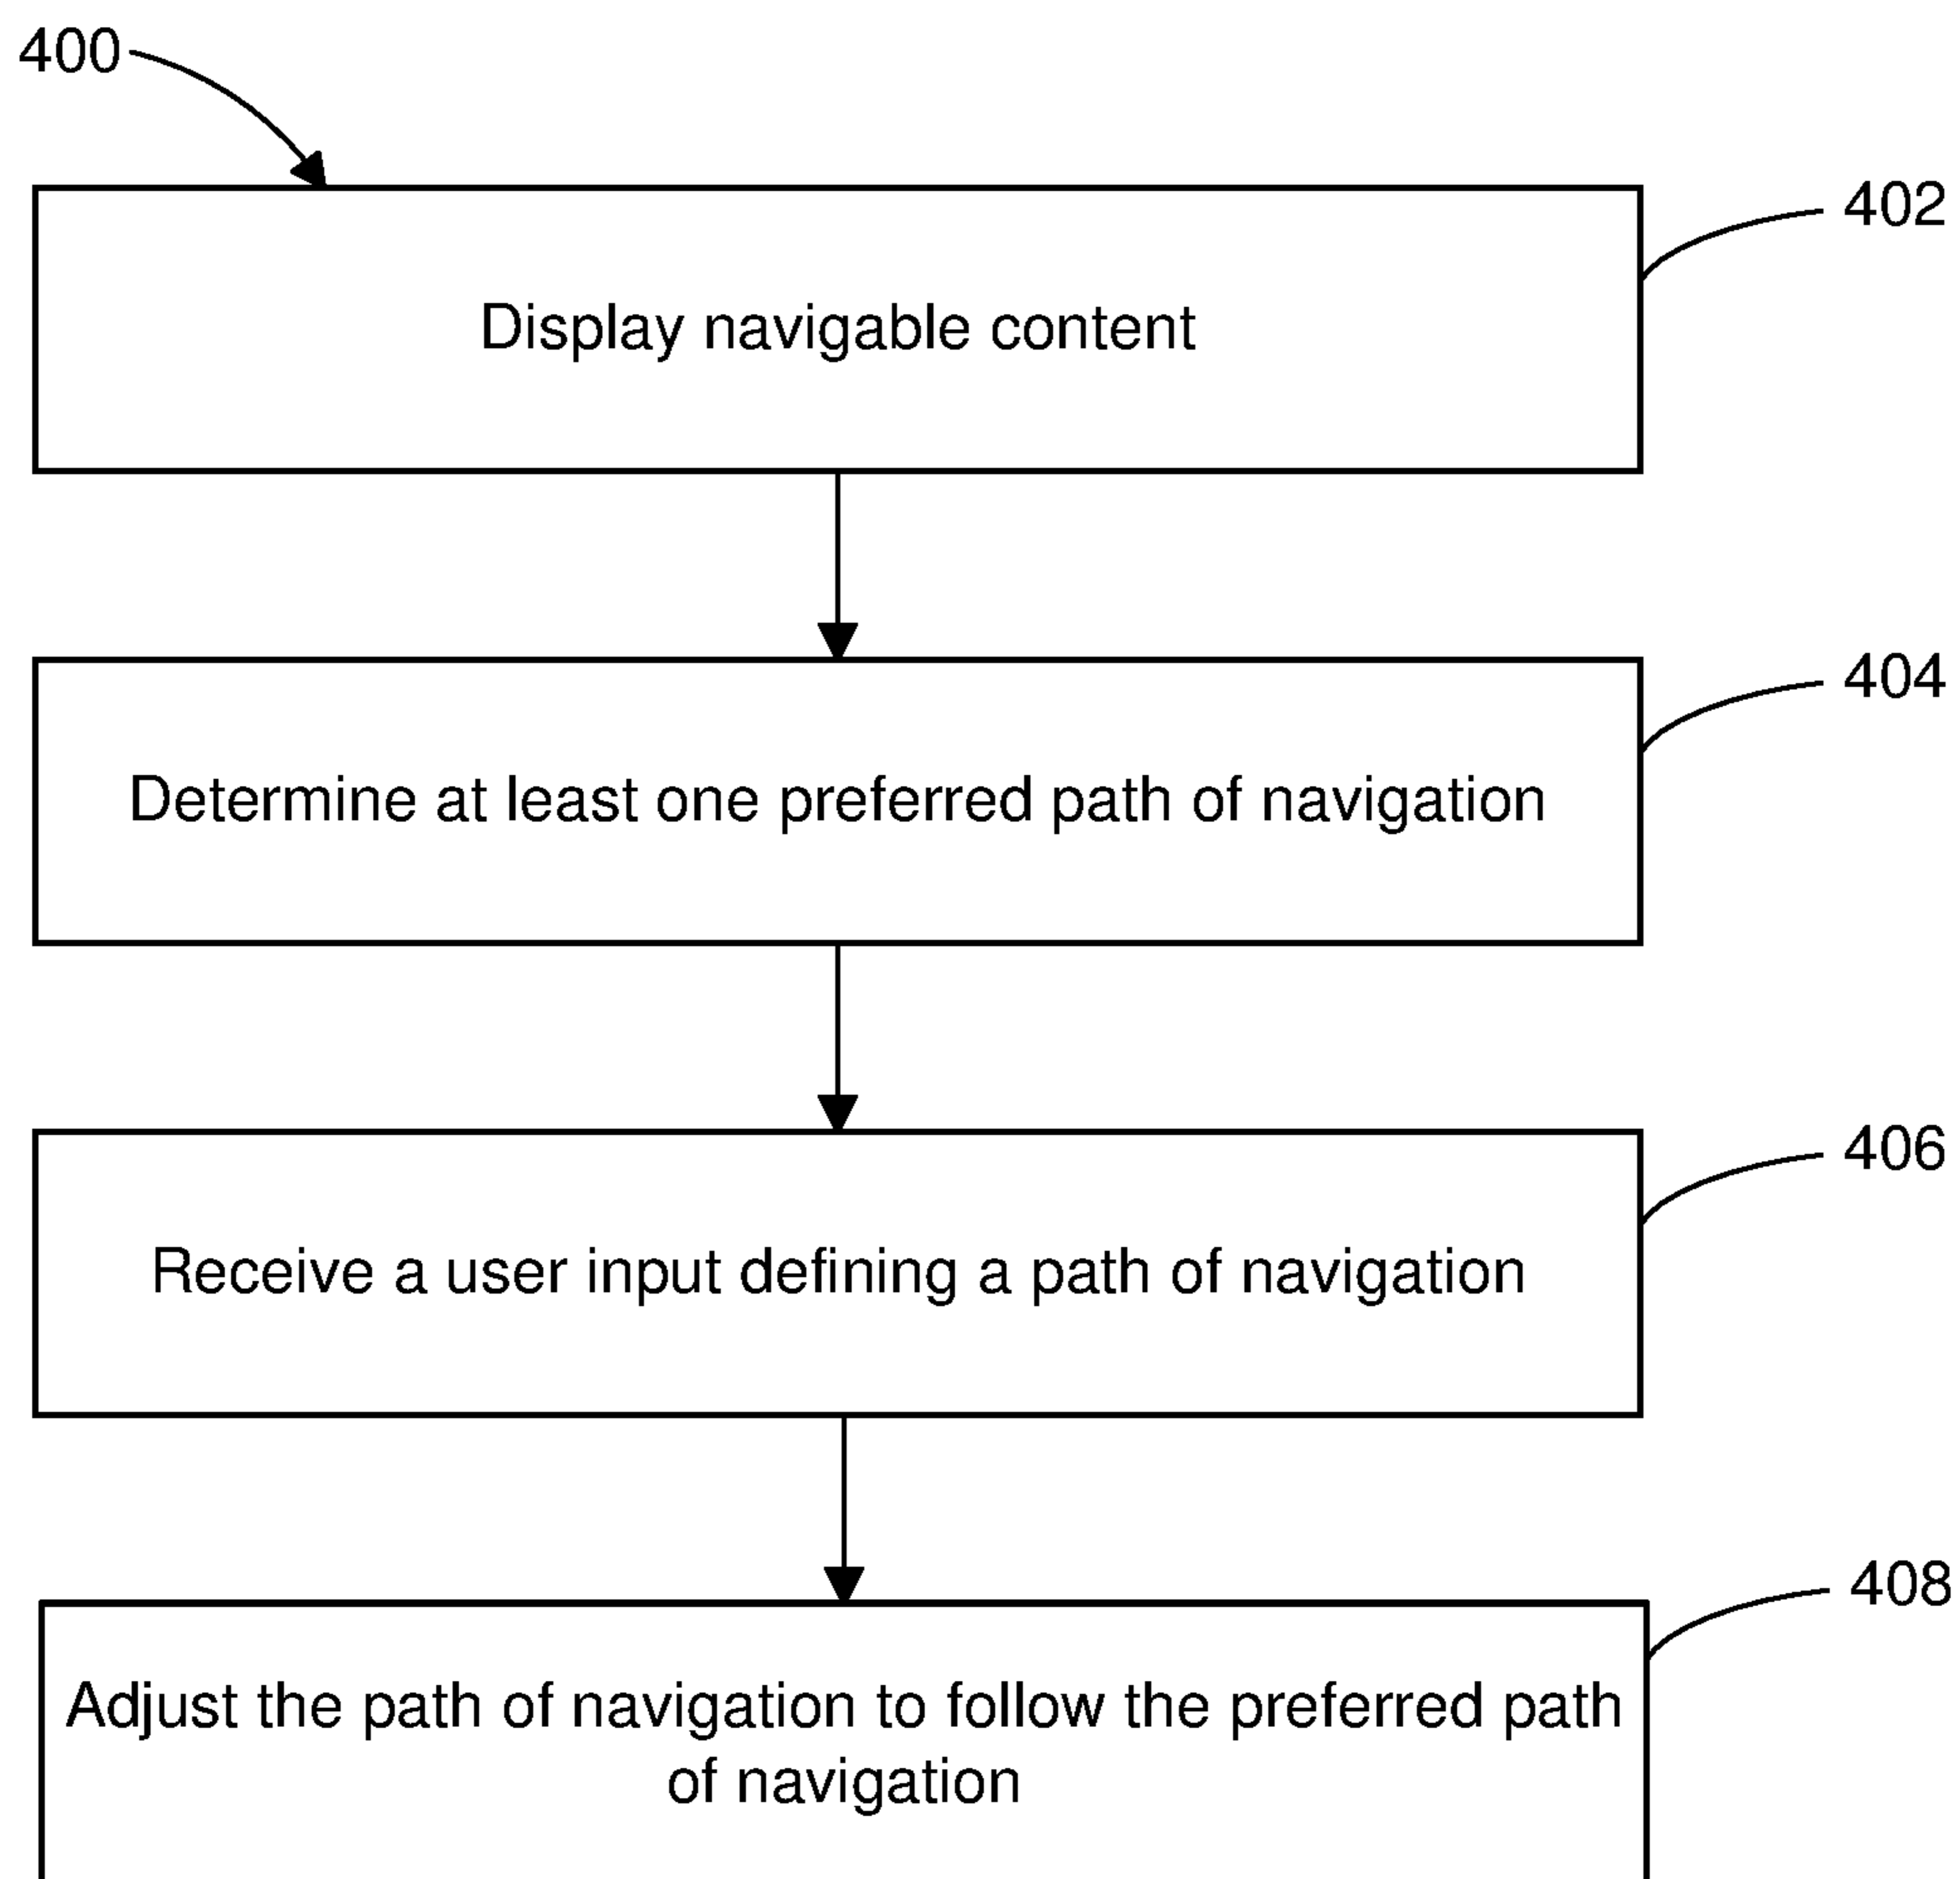 400
402
Display navigable content
404
Determine at least one preferred path of navigation
406
Receive a user input defining a path of navigation
408
Adjust the path of navigation to follow the preferred path
of navigation